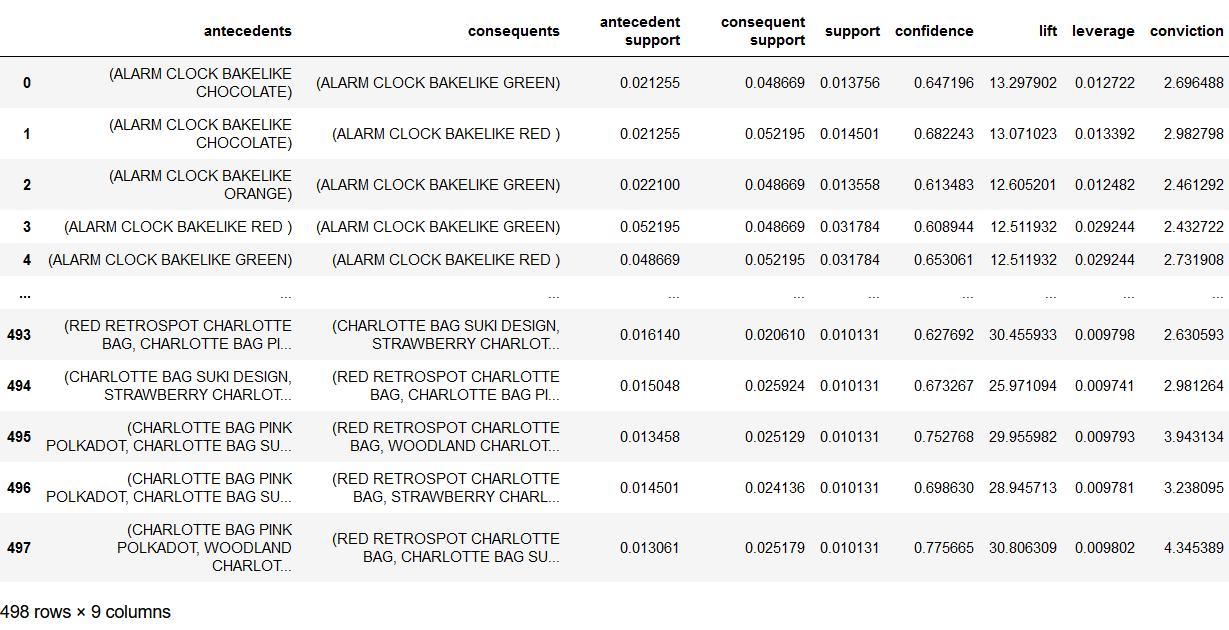 antecedents consequents antecedent support consequent support support confidence lift leverage conviction
0 (ALARM CLOCK BAKELIKE CHOCOLATE) (ALARM CLOCK BAKELIKE GREEN) 0.021255 0.048669 0.013756 0.647196 13.297902 0.012722 2.696488
1 (ALARM CLOCK BAKELIKE CHOCOLATE) (ALARM CLOCK BAKELIKE RED ) 0.021255 0.052195 0.014501 0.682243 13.071023 0.013392 2.982798
2 (ALARM CLOCK BAKELIKE ORANGE) (ALARM CLOCK BAKELIKE GREEN) 0.022100 0.048669 0.013558 0.613483 12.605201 0.012482 2.461292
3 (ALARM CLOCK BAKELIKE RED ) (ALARM CLOCK BAKELIKE GREEN) 0.052195 0.048669 0.031784 0.608944 12.511932 0.029244 2.432722
4 (ALARM CLOCK BAKELIKE GREEN) (ALARM CLOCK BAKELIKE RED ) 0.048669 0.052195 0.031784 0.653061 12.511932 0.029244 2.731908
... ... ... ... ... ... ... ... ... ...
493 (RED RETROSPOT CHARLOTTE BAG, CHARLOTTE BAG PI... (CHARLOTTE BAG SUKI DESIGN, STRAWBERRY CHARLOT... 0.016140 0.020610 0.010131 0.627692 30.455933 0.009798 2.630593
494 (CHARLOTTE BAG SUKI DESIGN, STRAWBERRY CHARLOT... (RED RETROSPOT CHARLOTTE BAG, CHARLOTTE BAG PI... 0.015048 0.025924 0.010131 0.673267 25.971094 0.009741 2.981264
495 (CHARLOTTE BAG PINK POLKADOT, CHARLOTTE BAG SU... (RED RETROSPOT CHARLOTTE BAG, WOODLAND CHARLOT... 0.013458 0.025129 0.010131 0.752768 29.955982 0.009793 3.943134
496 (CHARLOTTE BAG PINK POLKADOT, CHARLOTTE BAG SU... (RED RETROSPOT CHARLOTTE BAG, STRAWBERRY CHARL... 0.014501 0.024136 0.010131 0.698630 28.945713 0.009781 3.238095
497 (CHARLOTTE BAG PINK POLKADOT, WOODLAND CHARLOT... (RED RETROSPOT CHARLOTTE BAG, CHARLOTTE BAG SU... 0.013061 0.025179 0.010131 0.775665 30.806309 0.009802 4.345389
498 rows × 9 columns